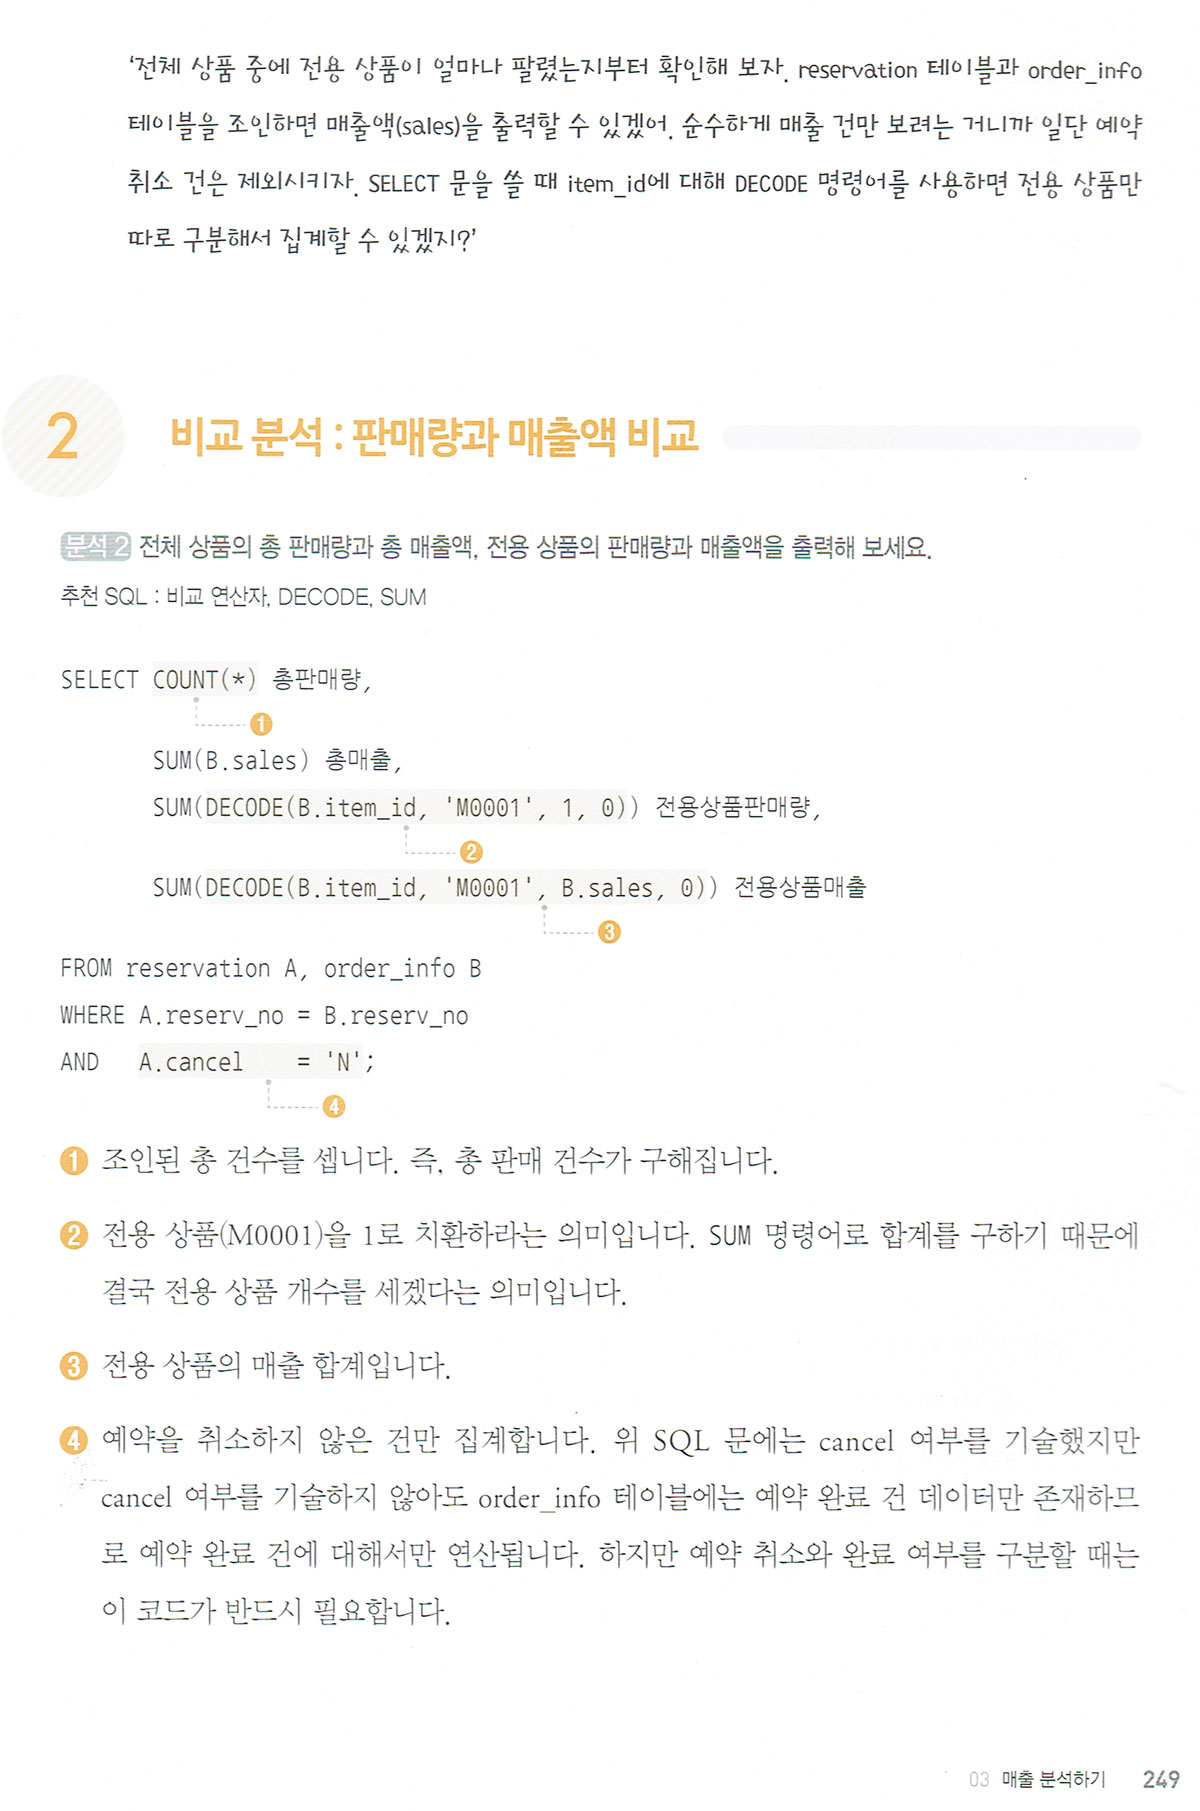 ‘전체 상품 중에 전용 상품이 얼마나 팔렸는지부터 확인해 보자. reservation 테이블과 order_info
테이블을 조인하면 매출액(sales)을 출력할 수 있겠어. 순수하게 매출 건만 보려는 거니까 일단 예약
취소 건은 제외시키자. SELECT 문을 쓸 때 item_id에 대해 DECODE 명령어를 사용하면 전용 상품만
따로 구분해서 집계할 수 있겠지?’
2 비교 분석 : 판매량과 매출액 비교
분석 2 전체 상품의 총 판매량과 총 매출액, 전용 상품의 판매량과 매출액을 출력해 보세요.
추천 SQL : 비교 연산자, DECODE, SUM
SELECT COUNT(*) 총판매량,
❶
SUM(B.sales) 총매출,
SUM(DECODE(B.item_id, 'M0001', 1, 0)) 전용상품판매량,
❷
SUM(DECODE(B.item_id, 'M0001', B.sales, 0)) 전용상품매출
❸
FROM reservation A, order_info B
WHERE A.reserv_no = B.reserv_no
AND A.cancel = 'N';
❹
❶ 조인된 총 건수를 셉니다. 즉, 총 판매 건수가 구해집니다.
❷ 전용 상품(M0001)을 1로 치환하라는 의미입니다. SUM 명령어로 합계를 구하기 때문에
결국 전용 상품 개수를 세겠다는 의미입니다.
❸ 전용 상품의 매출 합계입니다.
❹ 예약을 취소하지 않은 건만 집계합니다. 위 SQL 문에는 cancel 여부를 기술했지만
cancel 여부를 기술하지 않아도 order_info 테이블에는 예약 완료 건 데이터만 존재하므
로 예약 완료 건에 대해서만 연산됩니다. 하지만 예약 취소와 완료 여부를 구분할 때는
이 코드가 반드시 필요합니다.
03 매출 분석하기 249